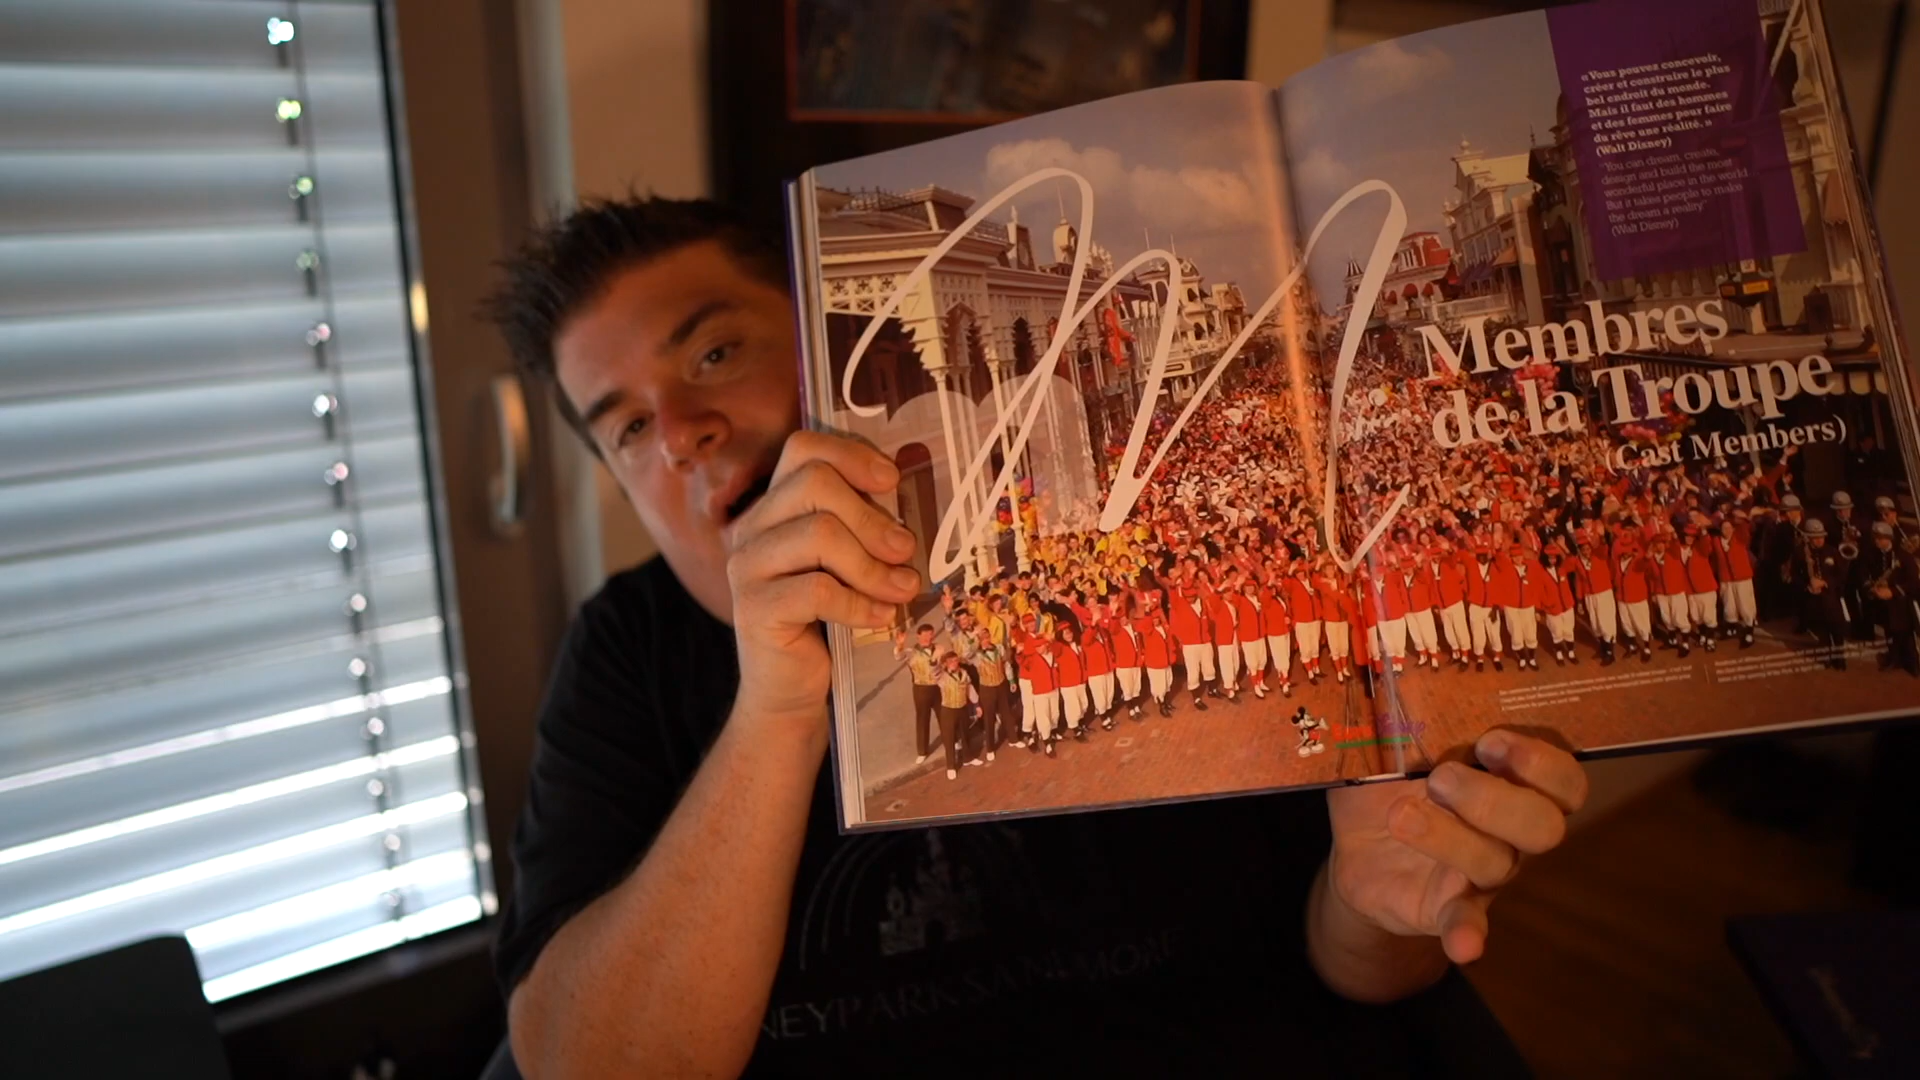 «Vous pouvez concevoir,
créer et construire le plus
bel endroit du monde.
Mais il faut des hommes
et des femmes pour faire
du rêve une réalité.»
(Walt Disney)
"You can dream, create,
design and build the most
wonderful place in the world.
But it takes people to make
the dream a reality"
(Walt Disney)
M
Membres
de la Troupe
(Cast Members)
NEYPARKSANDMORE